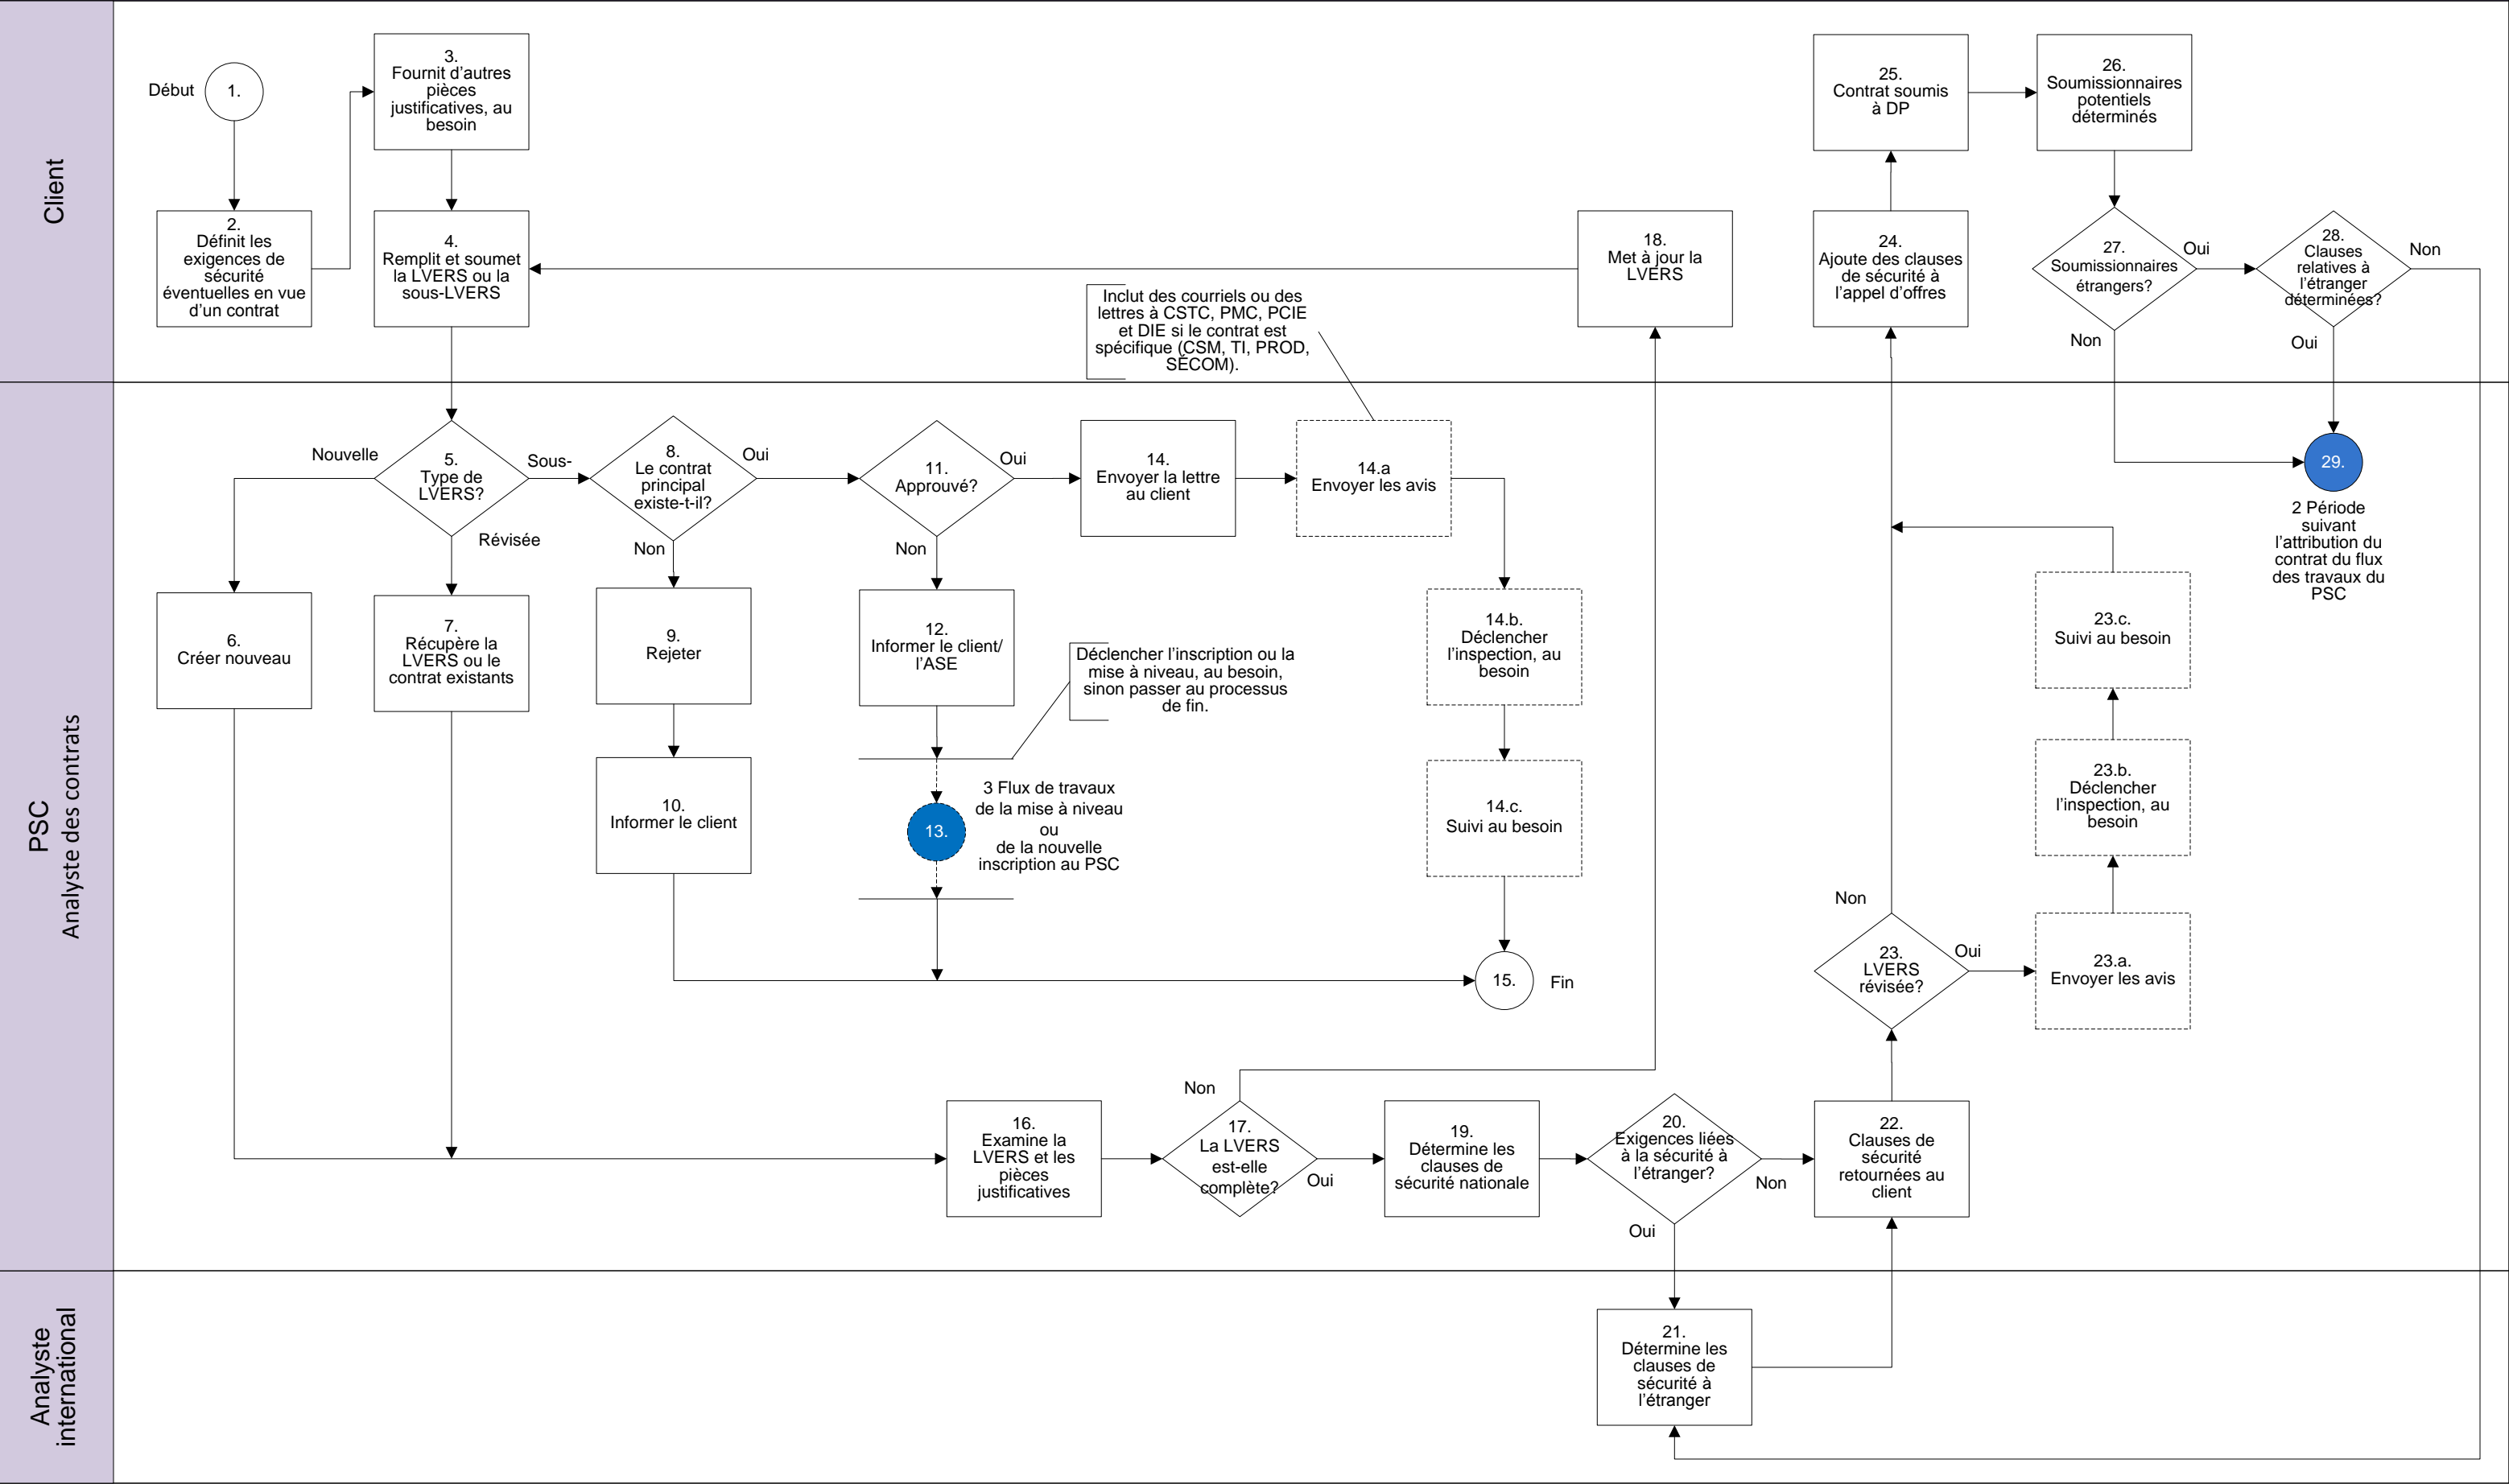 Client
Début
1.
2.
Définit les
exigences de
sécurité
éventuelles en vue
d'un contrat
3.
Fournit d'autres
pièces
justificatives, au
besoin
4.
Remplit et soumet
la LVERS ou la
sous-LVERS
Inclut des courriels ou des
lettres à CSTC, PMC, PCIE
et DIE si le contrat est
spécifique (CSM, TI, PROD,
SÉCOM).
18.
Met à jour la
LVERS
24.
Ajoute des clauses
de sécurité à
l'appel d'offres
25.
Contrat soumis
à DP
26.
Soumissionnaires
potentiels
déterminés
27.
Soumissionnaires
étrangers?
Oui
Non
28.
Clauses
relatives à
l'étranger
déterminées?
Non
Oui
PSC
Analyste des contrats
5.
Type de
LVERS?
Nouvelle
Sous-
Révisée
6.
Créer nouveau
7.
Récupère la
LVERS ou le
contrat existants
8.
Le contrat
principal
existe-t-il?
Oui
Non
9.
Rejeter
10.
Informer le client
11.
Approuvé?
Oui
Non
12.
Informer le client/
l'ASE
Déclencher l'inscription ou la
mise à niveau, au besoin,
sinon passer au processus
de fin.
13.
3 Flux de travaux
de la mise à niveau
ou
de la nouvelle
inscription au PSC
14.
Envoyer la lettre
au client
14.a
Envoyer les avis
14.b.
Déclencher
l'inspection, au
besoin
14.c.
Suivi au besoin
15.
Fin
16.
Examine la
LVERS et les
pièces
justificatives
17.
La LVERS
est-elle
complète?
Non
Oui
19.
Détermine les
clauses de
sécurité nationale
20.
Exigences liées
à la sécurité à
l'étranger?
Non
Oui
22.
Clauses de
sécurité
retournées au
client
23.
LVERS
révisée?
Non
Oui
23.a.
Envoyer les avis
23.b.
Déclencher
l'inspection, au
besoin
23.c.
Suivi au besoin
29.
2 Période
suivant
l'attribution du
contrat du flux
des travaux du
PSC
Analyste
international
21.
Détermine les
clauses de
sécurité à
l'étranger